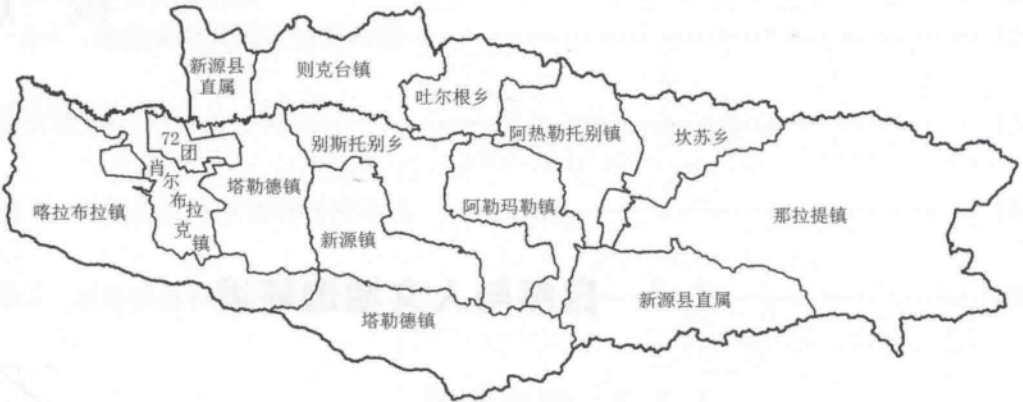 新源县
直属
则克台镇
吐尔根乡
72
团
别斯托别乡
阿热勒托别镇
坎苏乡
肖尔布拉克镇
塔勒德镇
喀拉布拉镇
新源镇
阿勒玛勒镇
那拉提镇
塔勒德镇
新源县直属